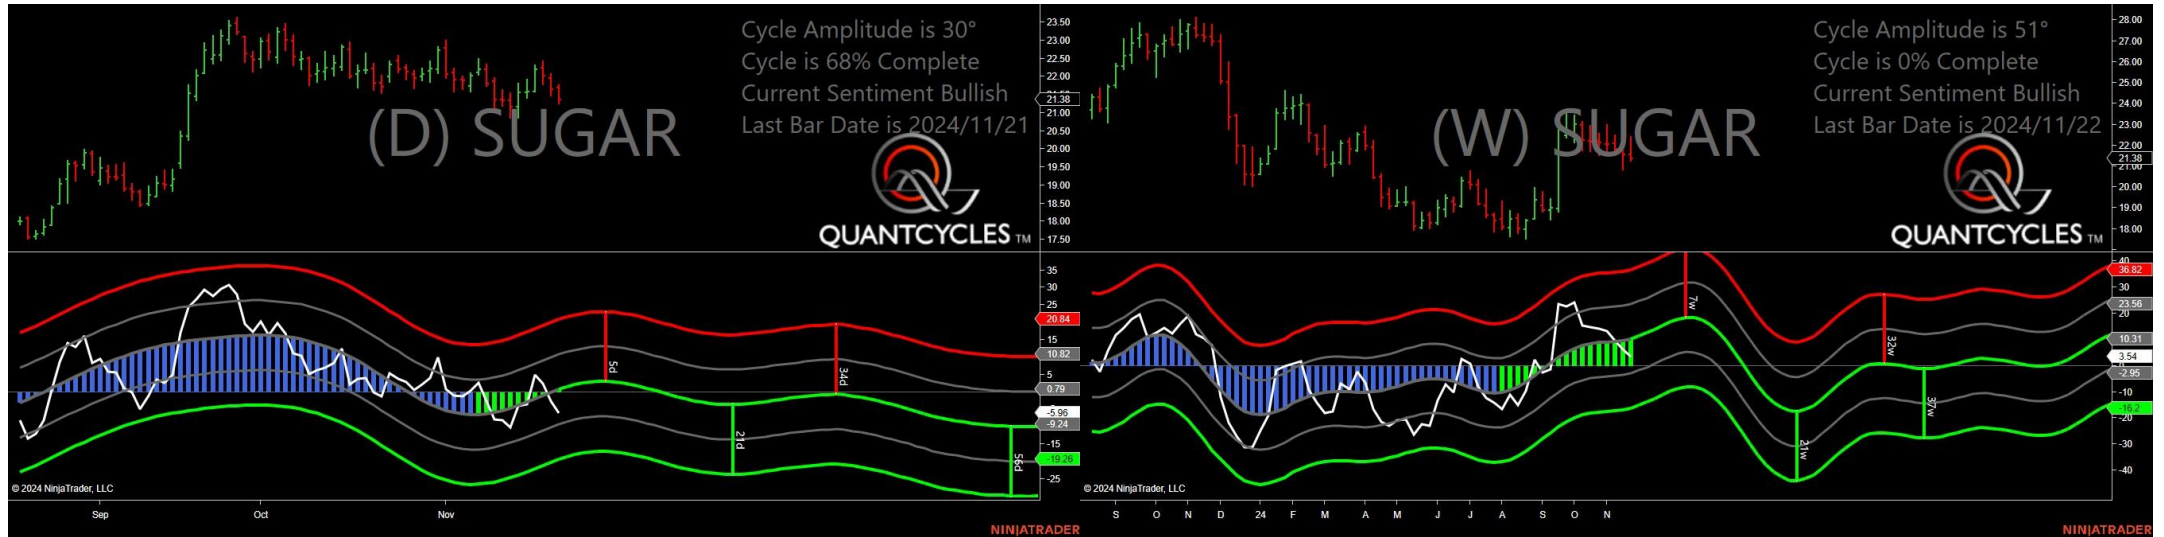 Cycle Amplitude is 30°
Cycle is 68% Complete
Current Sentiment Bullish
Last Bar Date is 2024/11/21
(D) SUGAR
QUANTCYCLES TM
23.50
23.00
22.50
22.00
21.38
21.00
20.50
20.00
19.50
19.00
18.50
18.00
17.50
35
30
25
20.84
15
10.82
5
0.79
-5.96
-9.24
-15
-19.26
-25
5d
21d
34d
56d
© 2024 NinjaTrader, LLC
Sep
Oct
Nov
NINJATRADER
Cycle Amplitude is 51°
Cycle is 0% Complete
Current Sentiment Bullish
Last Bar Date is 2024/11/22
(W) SUGAR
QUANTCYCLES TM
28.00
27.00
26.00
25.00
24.00
23.00
22.00
21.38
21.00
20.00
19.00
18.00
40
36.82
30
23.56
20
10.31
3.54
-2.95
-10
-16.2
-20
-30
-40
7w
21w
32w
37w
© 2024 NinjaTrader, LLC
S
O
N
D
24
F
M
A
M
J
J
A
S
O
N
NINJATRADER